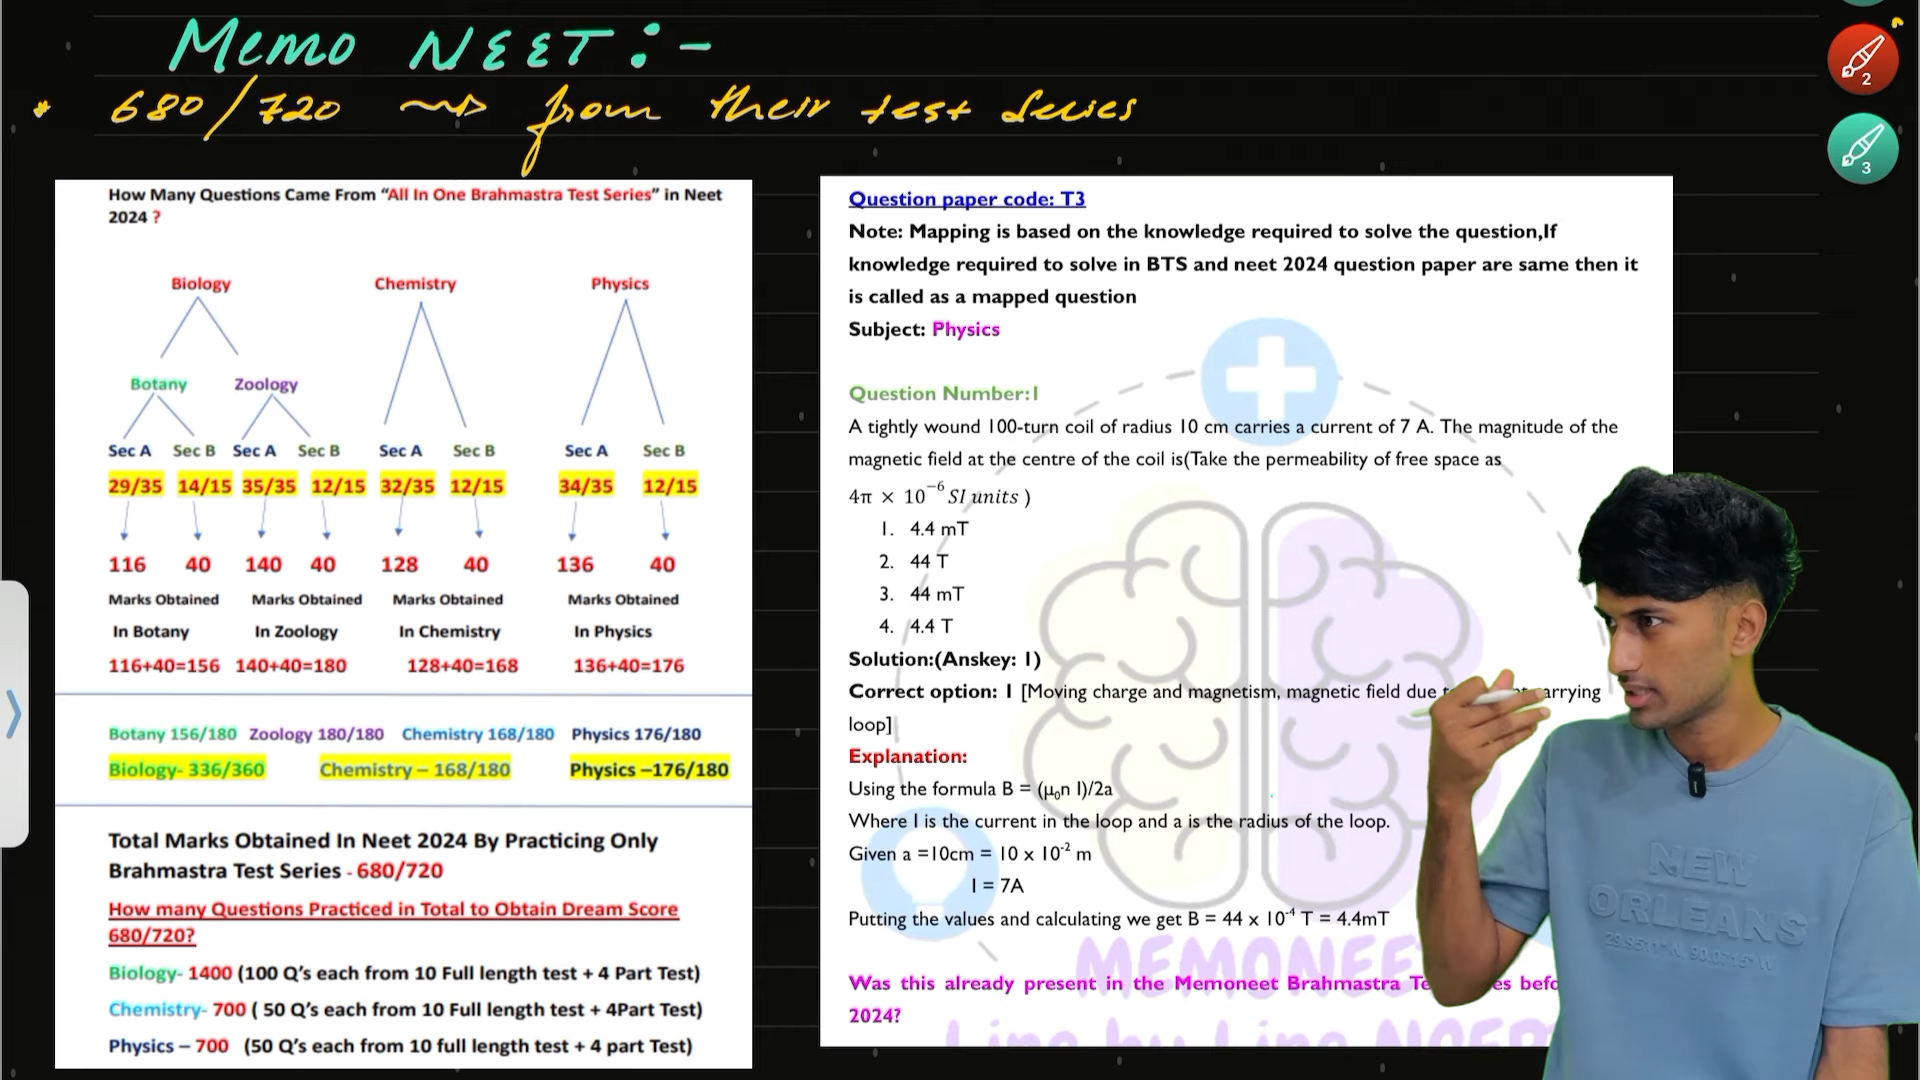 Memo NEET:-
* 680/720 ⇝ from their test series
How Many Questions Came From “All In One Brahmastra Test Series” in Neet
2024 ?
Biology Chemistry Physics
Botany Zoology
Sec A Sec B Sec A Sec B Sec A Sec B Sec A Sec B
29/35 14/15 35/35 12/15 32/35 12/15 34/35 12/15
116 40 140 40 128 40 136 40
Marks Obtained Marks Obtained Marks Obtained Marks Obtained
In Botany In Zoology In Chemistry In Physics
116+40=156 140+40=180 128+40=168 136+40=176
Botany 156/180 Zoology 180/180 Chemistry 168/180 Physics 176/180
Biology- 336/360 Chemistry – 168/180 Physics –176/180
Total Marks Obtained In Neet 2024 By Practicing Only
Brahmastra Test Series - 680/720
How many Questions Practiced in Total to Obtain Dream Score
680/720?
Biology- 1400 (100 Q’s each from 10 Full length test + 4 Part Test)
Chemistry- 700 ( 50 Q’s each from 10 Full length test + 4Part Test)
Physics – 700 (50 Q’s each from 10 full length test + 4 part Test)
Question paper code: T3
Note: Mapping is based on the knowledge required to solve the question,If
knowledge required to solve in BTS and neet 2024 question paper are same then it
is called as a mapped question
Subject: Physics
Question Number:1
A tightly wound 100-turn coil of radius 10 cm carries a current of 7 A. The magnitude of the
magnetic field at the centre of the coil is(Take the permeability of free space as
4π × 10⁻⁶ SI units )
1. 4.4 mT
2. 44 T
3. 44 mT
4. 4.4 T
Solution:(Anskey: 1)
Correct option: 1 [Moving charge and magnetism, magnetic field due arrying
loop]
Explanation:
Using the formula B = (μ₀n I)/2a
Where I is the current in the loop and a is the radius of the loop.
Given a =10cm = 10 x 10⁻² m
I = 7A
Putting the values and calculating we get B = 44 x 10⁻⁴ T = 4.4mT
MEMONEE
Was this already present in the Memoneet Brahmastra Te es befo
2024?
Line by Line NCER
NEW
ORLEANS
29.9511° N, 90.0715° W
2
3